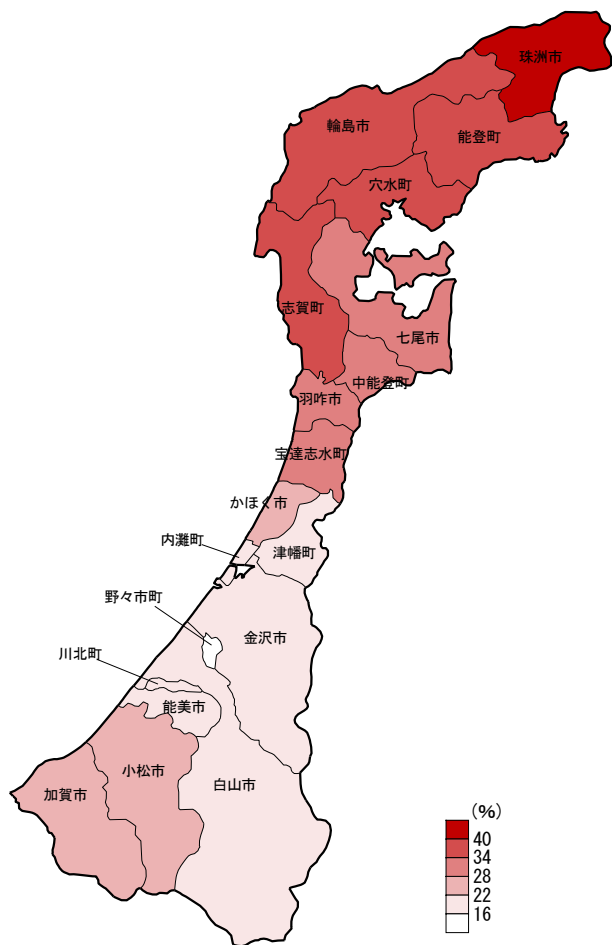 珠洲市
輪島市
能登町
穴水町
志賀町
七尾市
中能登町
羽咋市
宝達志水町
かほく市
内灘町
津幡町
野々市町
金沢市
川北町
能美市
小松市
白山市
加賀市
(%)
40
34
28
22
16